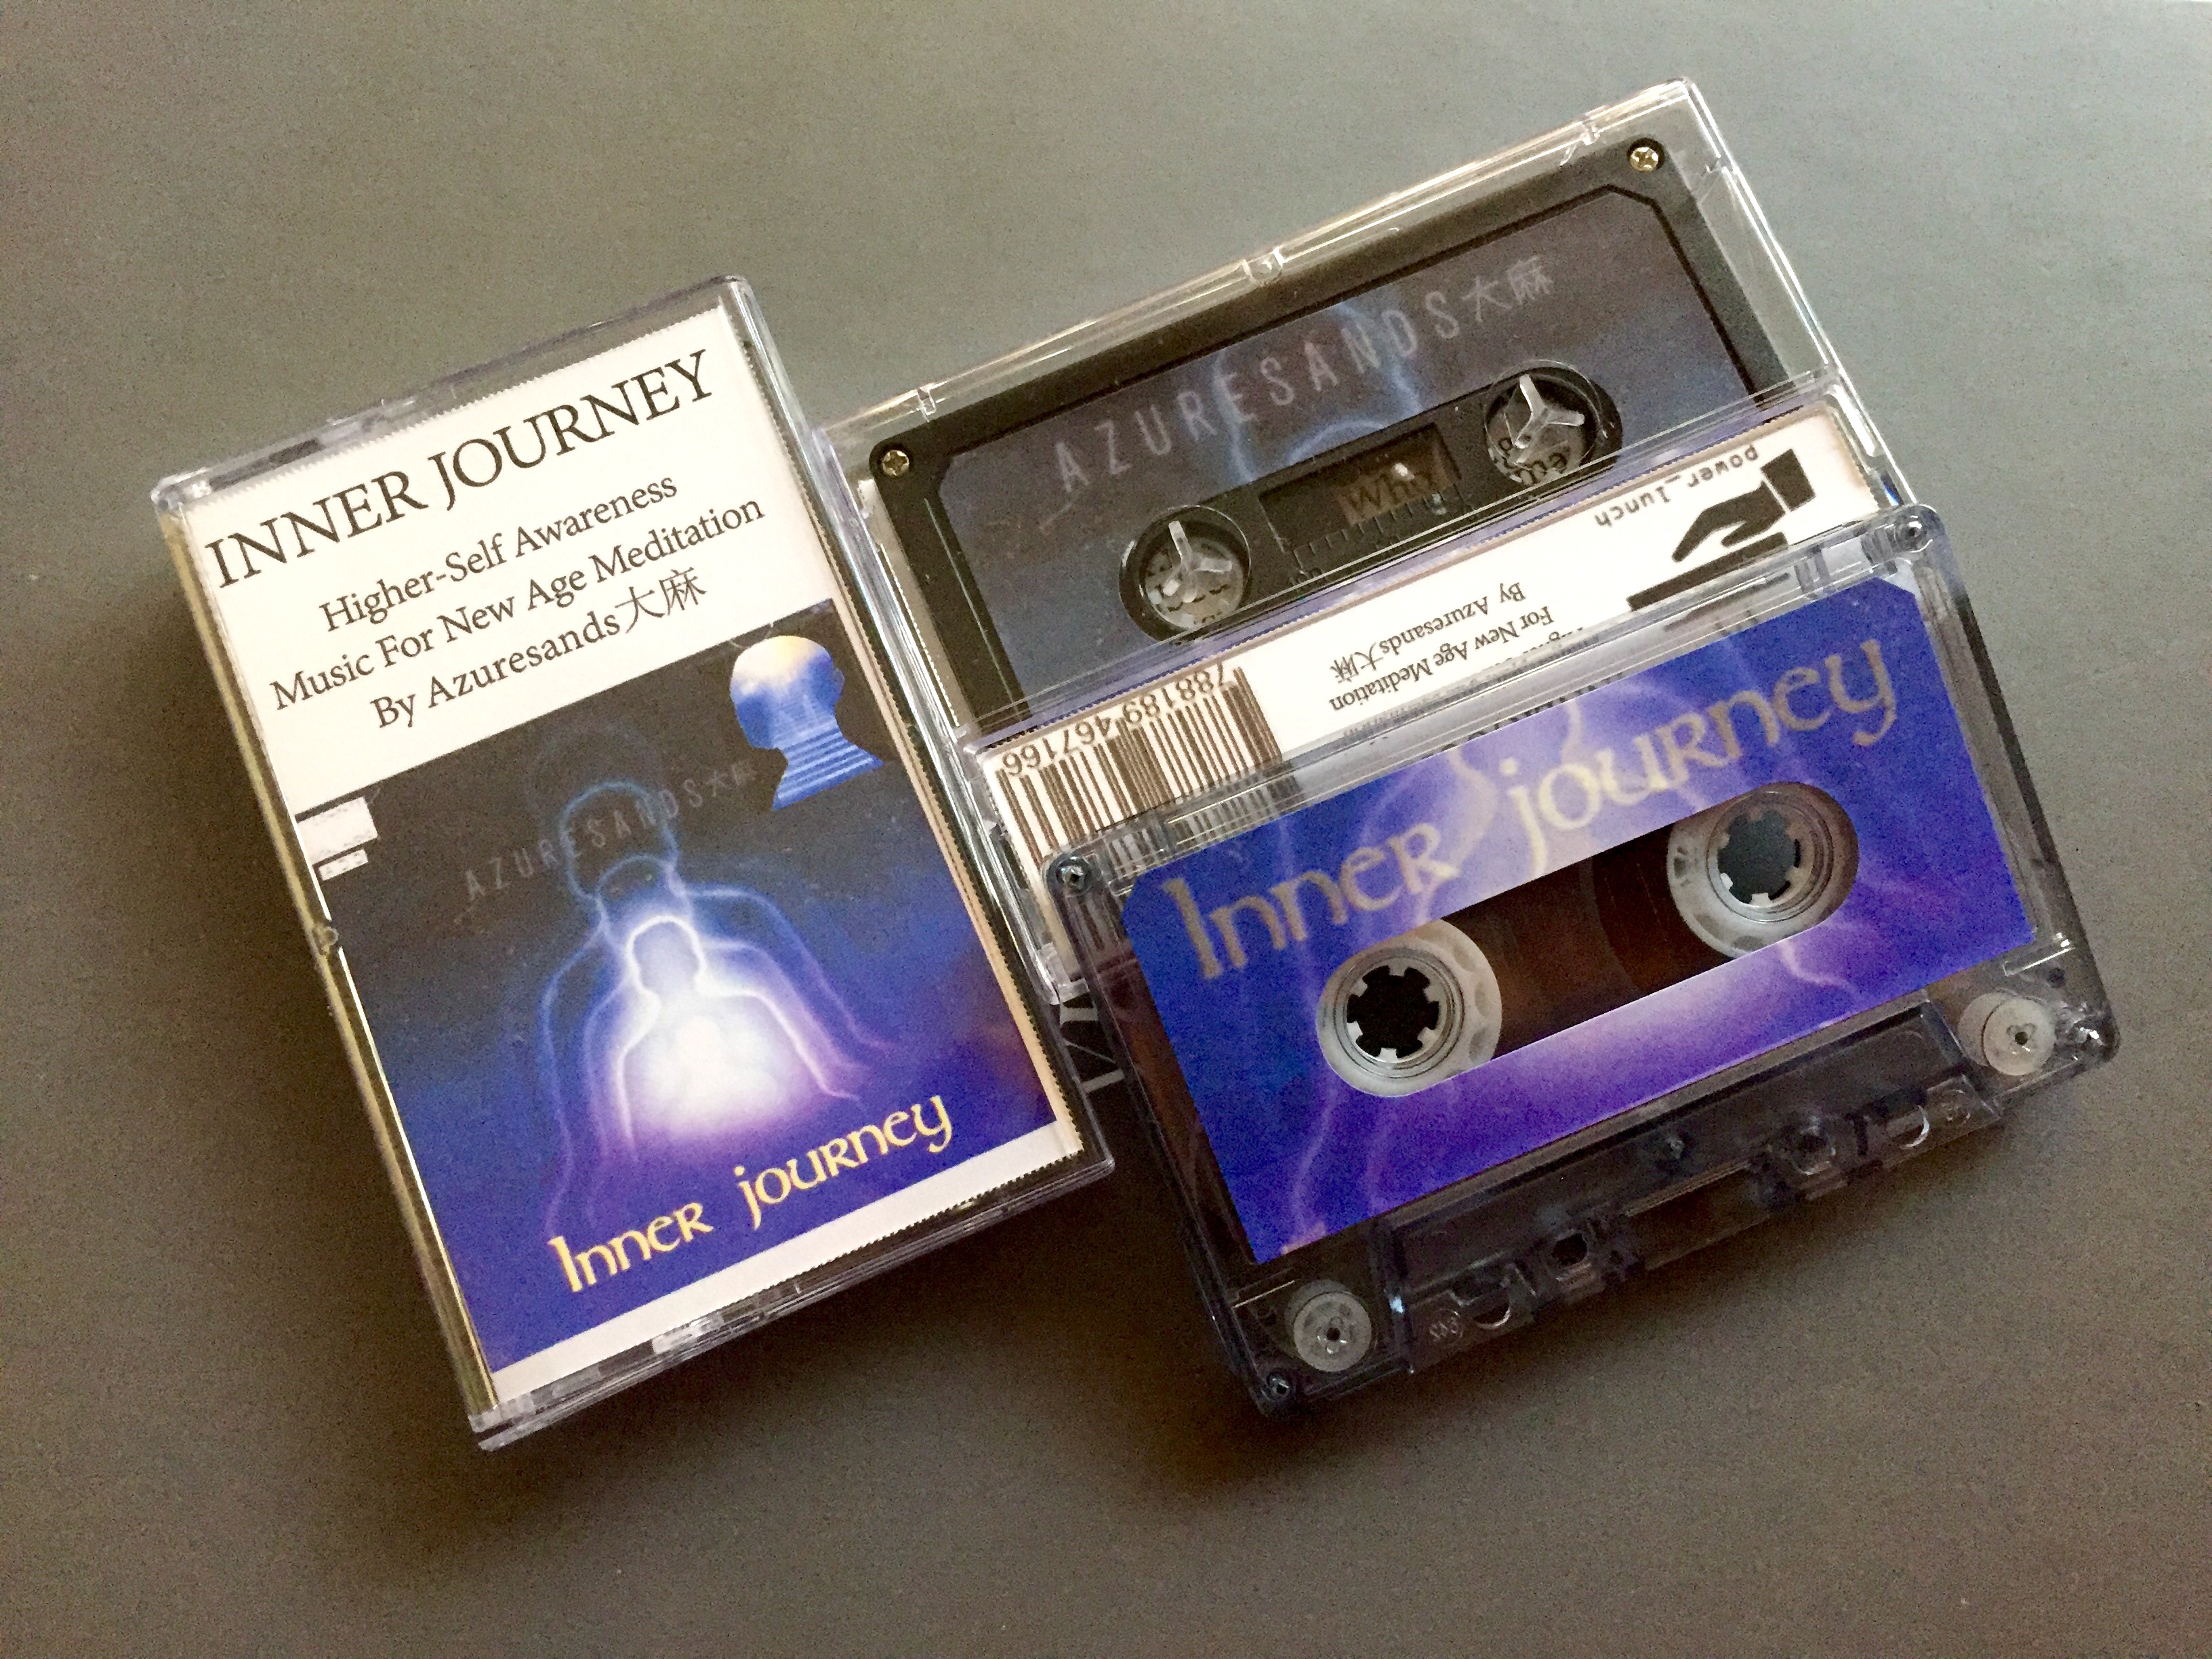 INNER JOURNEY
Higher-Self Awareness
Music For New Age Meditation
By Azuresands大麻
AZURESANDS大麻
Inner journey
AZURESANDS大麻
Why
power_lunch
For New Age Meditation
By Azuresands大麻
788189467166
Inner journey